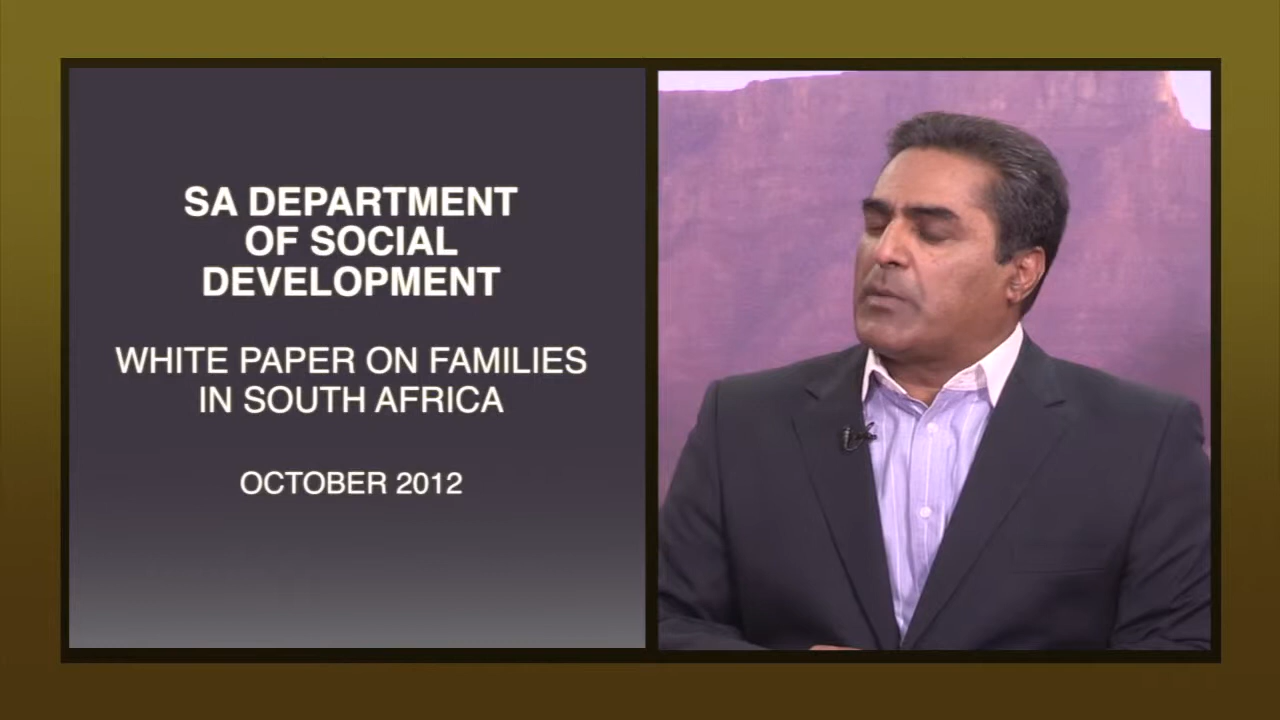 SA DEPARTMENT
OF SOCIAL
DEVELOPMENT
WHITE PAPER ON FAMILIES
IN SOUTH AFRICA
OCTOBER 2012